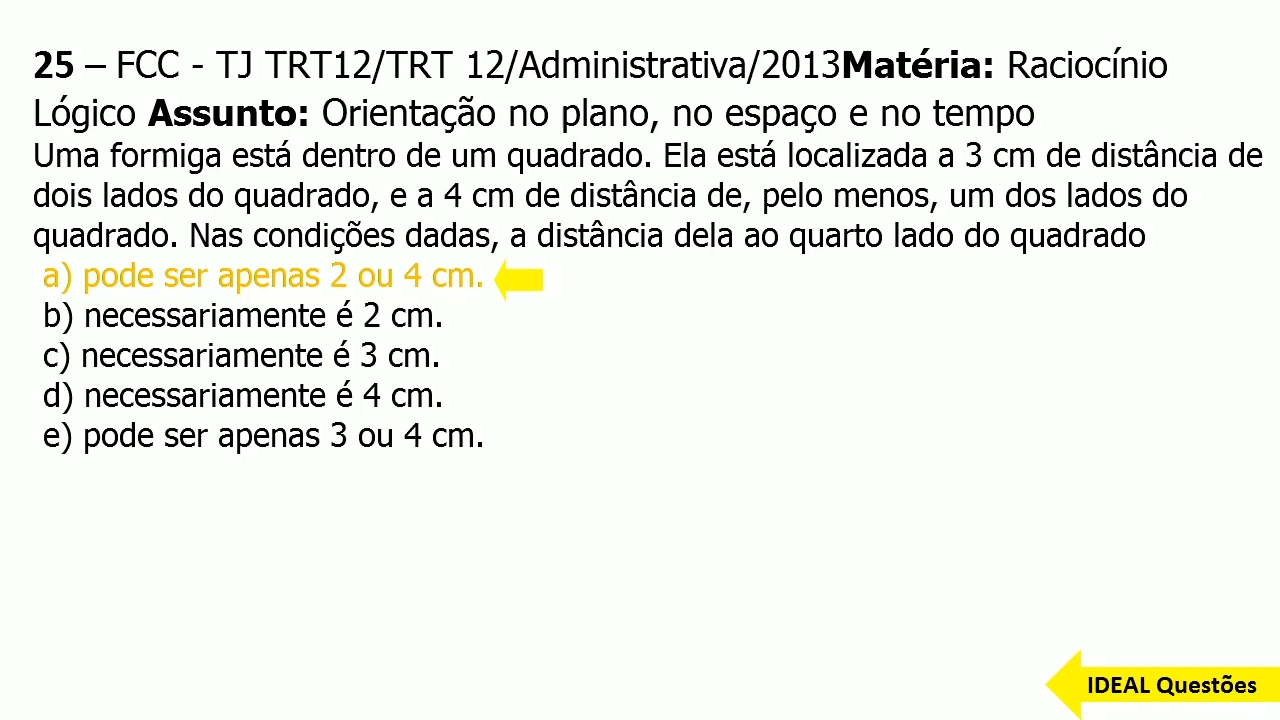 25 – FCC - TJ TRT12/TRT 12/Administrativa/2013Matéria: Raciocínio
Lógico Assunto: Orientação no plano, no espaço e no tempo
Uma formiga está dentro de um quadrado. Ela está localizada a 3 cm de distância de
dois lados do quadrado, e a 4 cm de distância de, pelo menos, um dos lados do
quadrado. Nas condições dadas, a distância dela ao quarto lado do quadrado
a) pode ser apenas 2 ou 4 cm.
b) necessariamente é 2 cm.
c) necessariamente é 3 cm.
d) necessariamente é 4 cm.
e) pode ser apenas 3 ou 4 cm.
IDEAL Questões